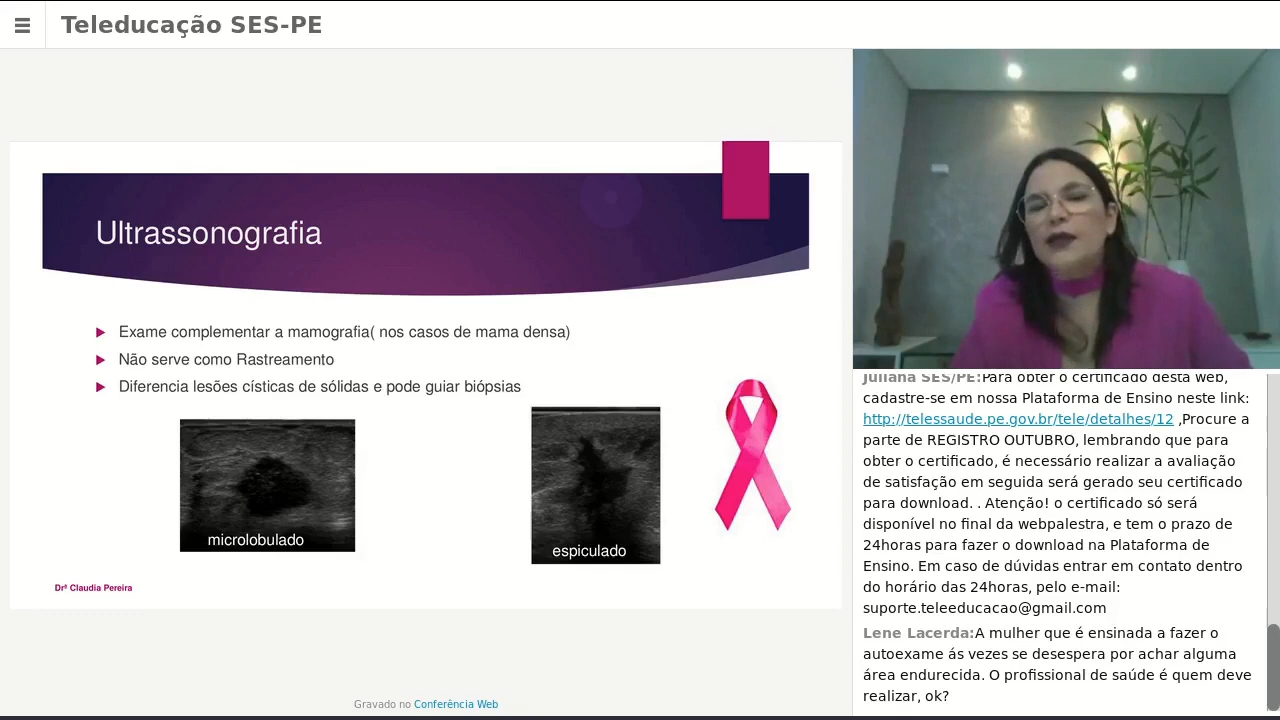 Teleducação SES-PE
Ultrassonografia
Exame complementar a mamografia( nos casos de mama densa)
Não serve como Rastreamento
Diferencia lesões císticas de sólidas e pode guiar biópsias
microlobulado
espiculado
Drª Claudia Pereira
Gravado no Conferência Web
Juliana SES/PE:Para obter o certificado desta web,
cadastre-se em nossa Plataforma de Ensino neste link:
http://telessaude.pe.gov.br/tele/detalhes/12 ,Procure a
parte de REGISTRO OUTUBRO, lembrando que para
obter o certificado, é necessário realizar a avaliação
de satisfação em seguida será gerado seu certificado
para download. . Atenção! o certificado só será
disponível no final da webpalestra, e tem o prazo de
24horas para fazer o download na Plataforma de
Ensino. Em caso de dúvidas entrar em contato dentro
do horário das 24horas, pelo e-mail:
suporte.teleeducacao@gmail.com
Lene Lacerda:A mulher que é ensinada a fazer o
autoexame ás vezes se desespera por achar alguma
área endurecida. O profissional de saúde é quem deve
realizar, ok?